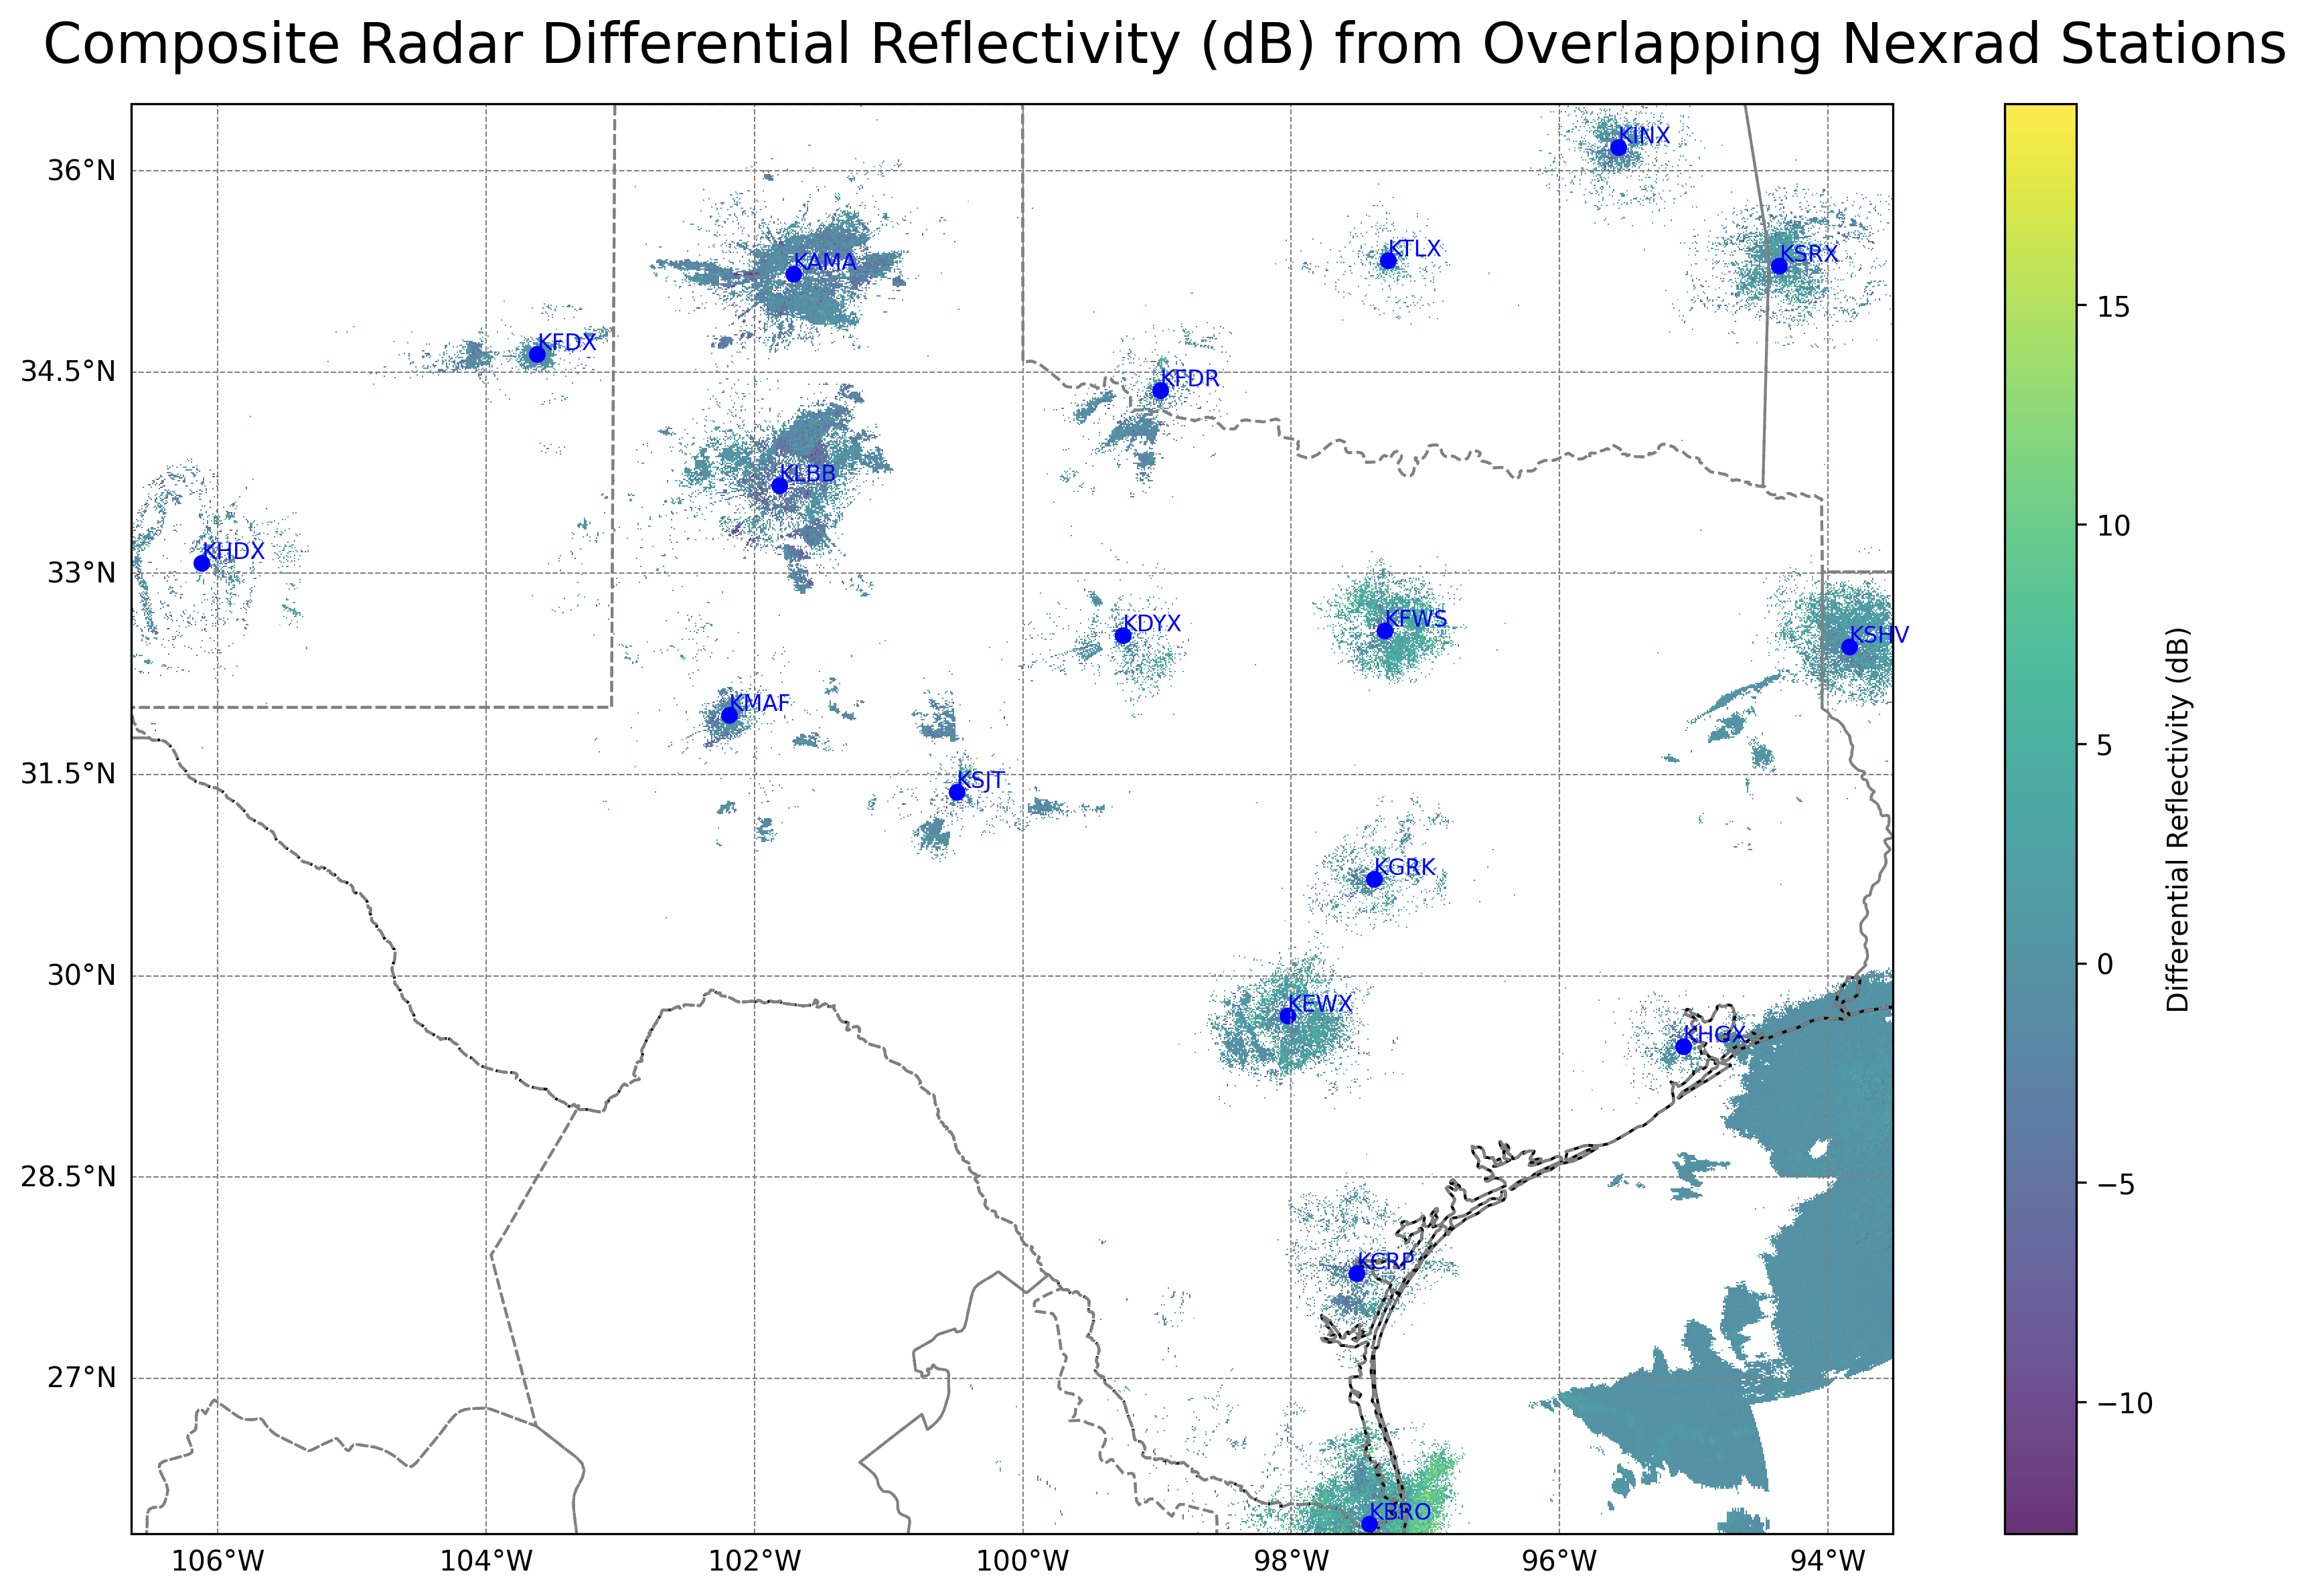 Composite Radar Differential Reflectivity (dB) from Overlapping Nexrad Stations
KINX
36°N
KTLX
KSRX
KAMA
15
KFDX
34.5°N
KFDR
10
KLBB
KHDX
33°N
KDYX
KFWS
KSHV
Differential Reflectivity (dB)
KMAF
5
31.5°N
KSJT
KGRK
0
30°N
KEWX
KHGX
28.5°N
−5
KCRP
27°N
−10
KBRO
106°W
104°W
102°W
100°W
98°W
96°W
94°W